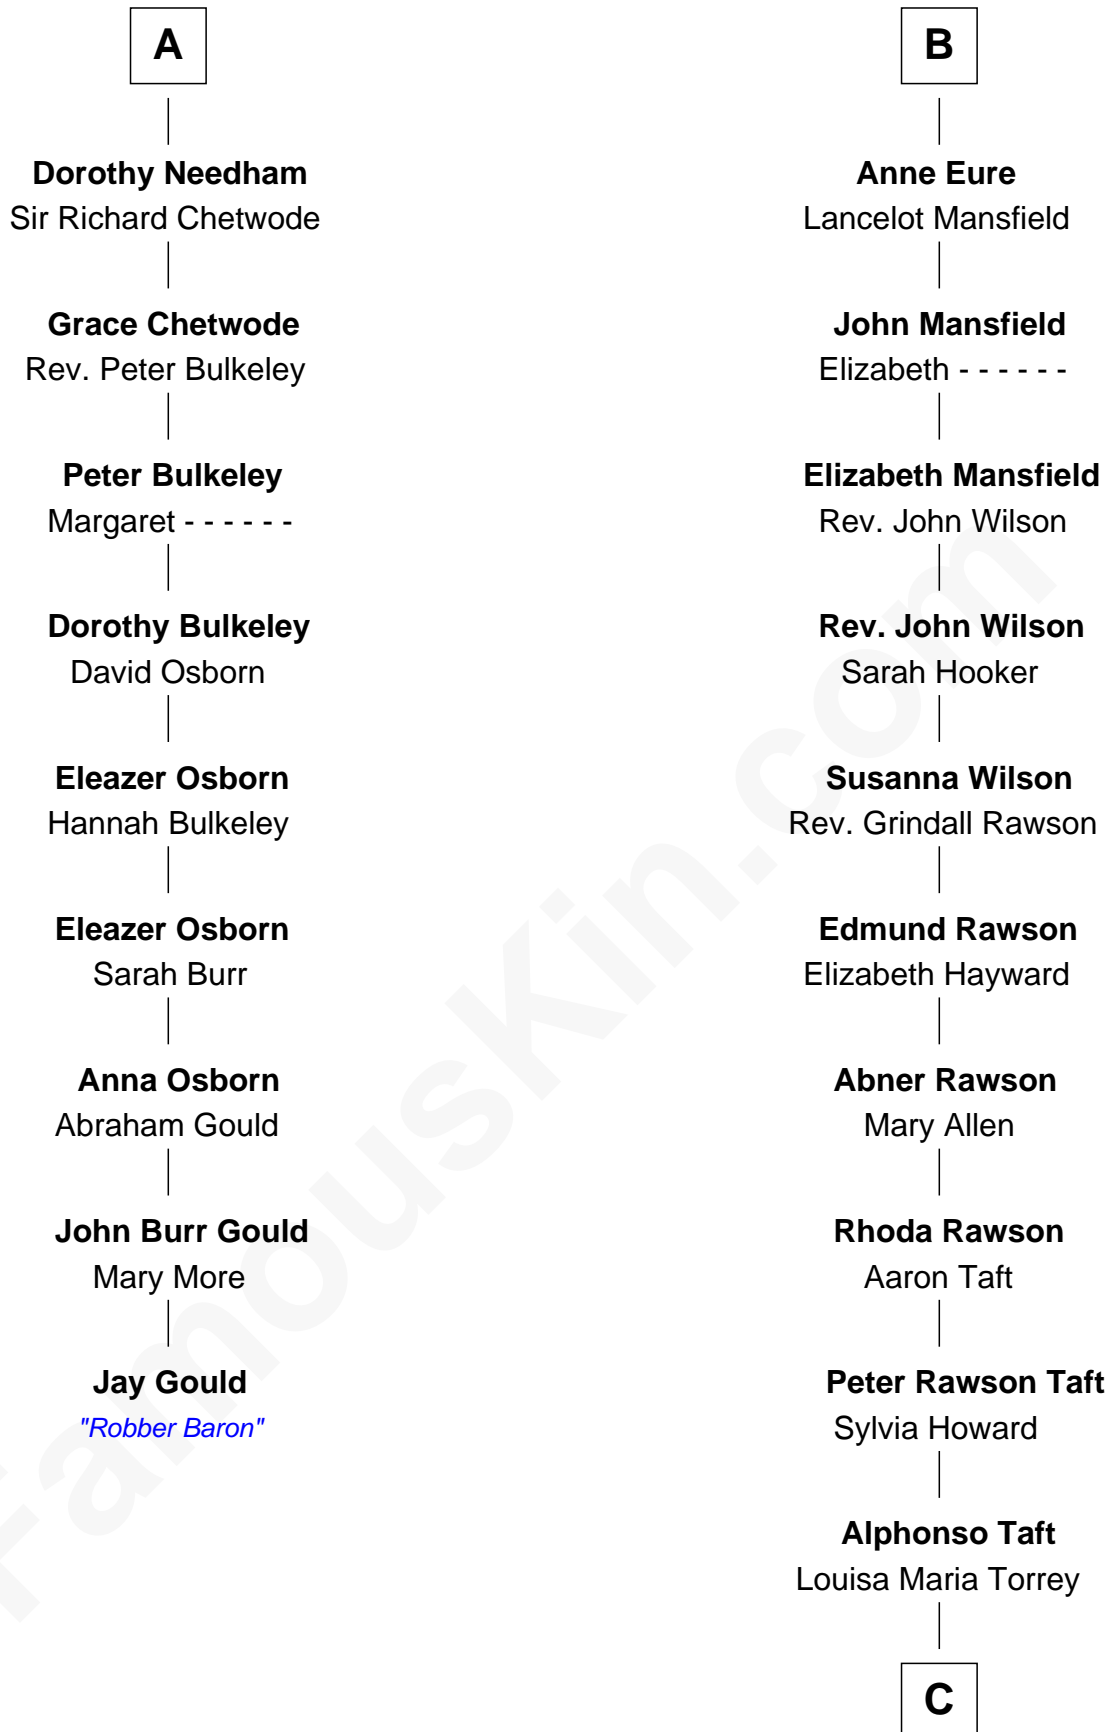 A
Dorothy Needham
Sir Richard Chetwode
Grace Chetwode
Rev. Peter Bulkeley
Peter Bulkeley
Margaret - - - - - -
Dorothy Bulkeley
David Osborn
Eleazer Osborn
Hannah Bulkeley
Eleazer Osborn
Sarah Burr
Anna Osborn
Abraham Gould
John Burr Gould
Mary More
Jay Gould
"Robber Baron"
B
Anne Eure
Lancelot Mansfield
John Mansfield
Elizabeth - - - - - -
Elizabeth Mansfield
Rev. John Wilson
Rev. John Wilson
Sarah Hooker
Susanna Wilson
Rev. Grindall Rawson
Edmund Rawson
Elizabeth Hayward
Abner Rawson
Mary Allen
Rhoda Rawson
Aaron Taft
Peter Rawson Taft
Sylvia Howard
Alphonso Taft
Louisa Maria Torrey
C
FamousKin.com